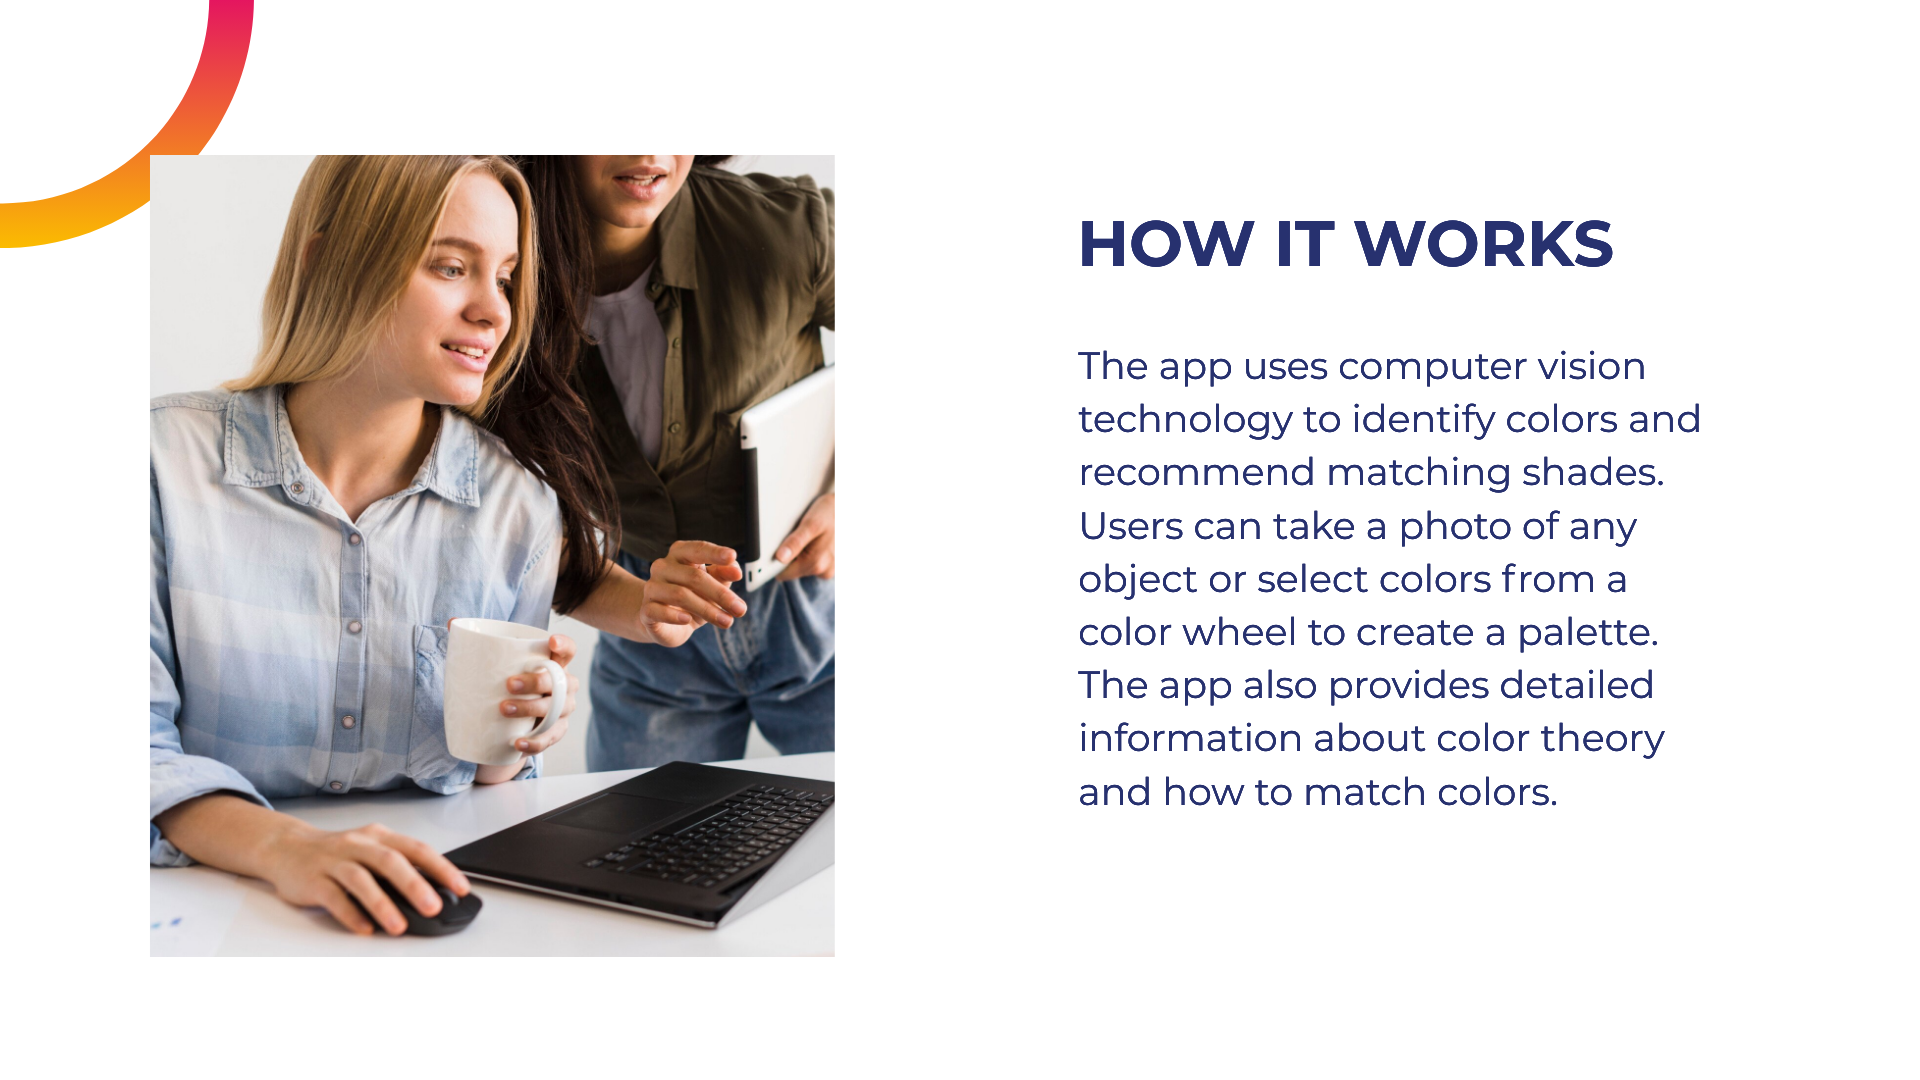 HOW IT WORKS
The app uses computer vision
technology to identify colors and
recommend matching shades.
Users can take a photo of any
object or select colors from a
color wheel to create a palette.
The app also provides detailed
information about color theory
and how to match colors.